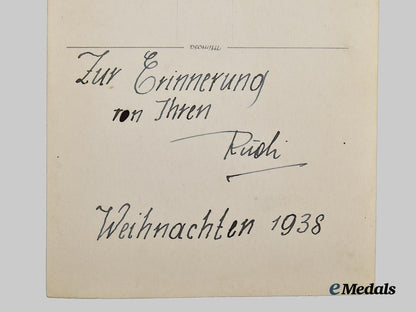 Zur Erinnerung
von Ihren
Rudi
Weihnachten 1938
eMedals